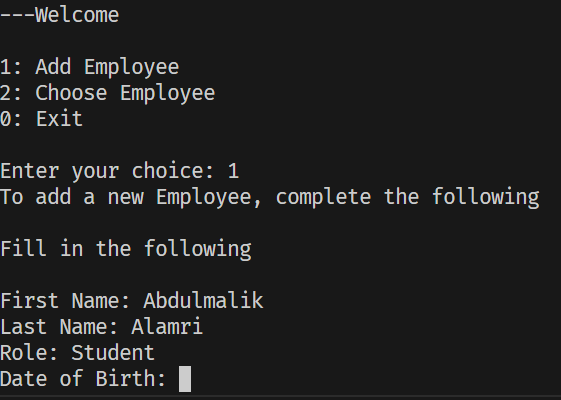 ---Welcome
1: Add Employee
2: Choose Employee
0: Exit
Enter your choice: 1
To add a new Employee, complete the following
Fill in the following
First Name: Abdulmalik
Last Name: Alamri
Role: Student
Date of Birth: